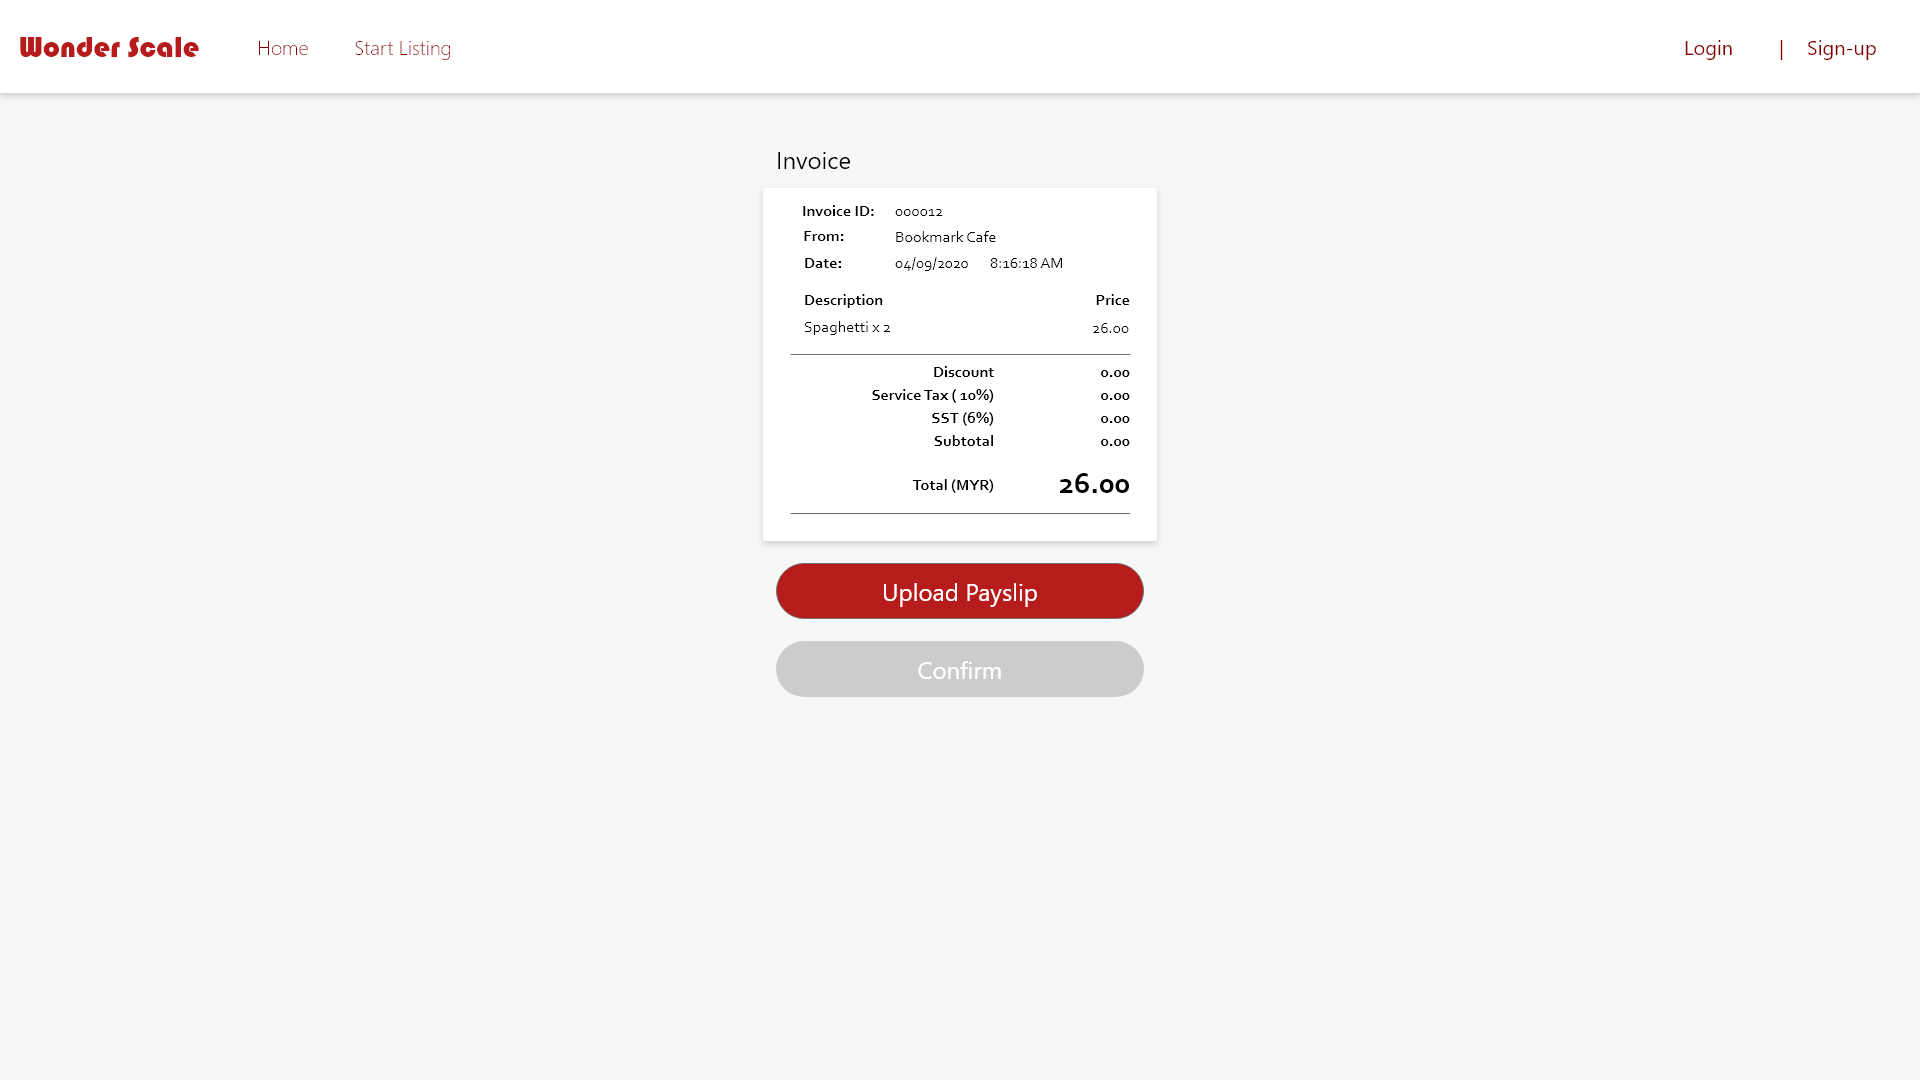 Wonder Scale Home Start Listing Login | Sign-up
Invoice
Invoice ID: 000012
From: Bookmark Cafe
Date: 04/09/2020 8:16:18 AM
Description Price
Spaghetti x 2 26.00
Discount 0.00
Service Tax ( 10%) 0.00
SST (6%) 0.00
Subtotal 0.00
Total (MYR) 26.00
Upload Payslip
Confirm